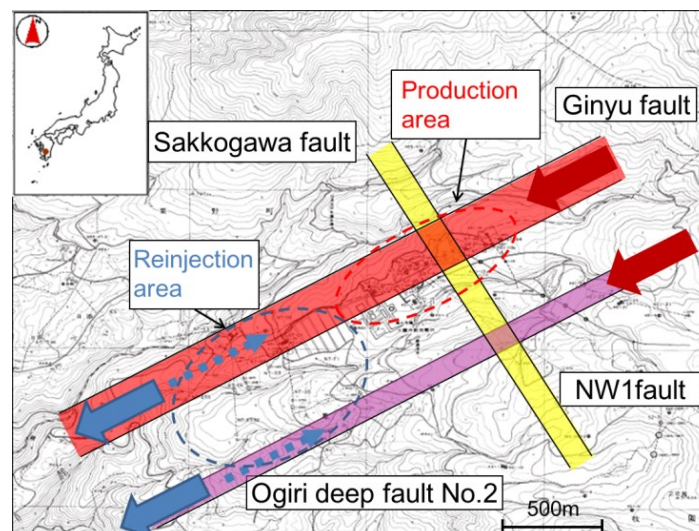 Production
area
Ginyu fault
Sakkogawa fault
Reinjection
area
NW1fault
Ogiri deep fault No.2
500m